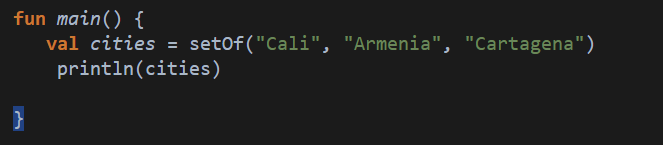 fun main() {
   val cities = setOf("Cali", "Armenia", "Cartagena")
    println(cities)
}